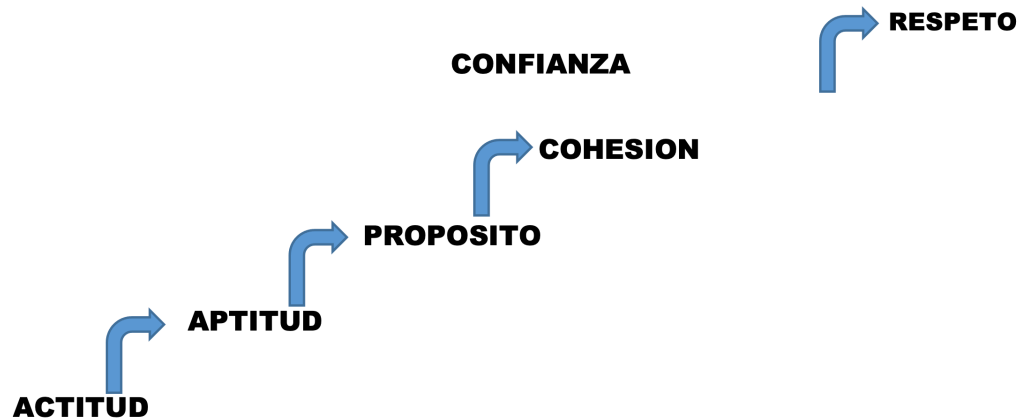 RESPETO
CONFIANZA
COHESION
PROPOSITO
APTITUD
ACTITUD